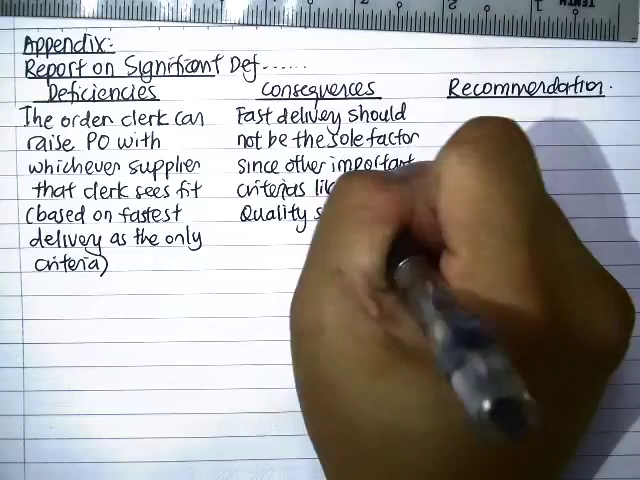 Appendix:
Report on Significant Def......
Deficiencies Consequences Recommendation.
The order clerk can Fast delivey should
raise PO with not be the sole factor
whichever supplier since other important
that clerk sees fit criterias
(based on fastest Quality
delivery as the only
criteria)